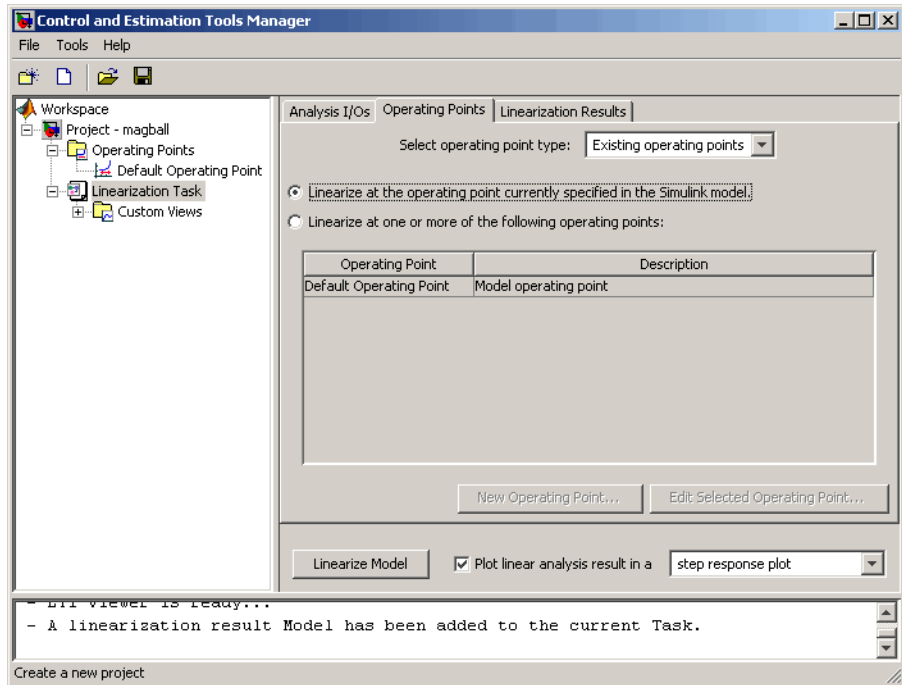 Control and Estimation Tools Manager
File Tools Help
Workspace
Project - magball
Operating Points
Default Operating Point
Linearization Task
Custom Views
Analysis I/Os Operating Points Linearization Results
Select operating point type: Existing operating points
Linearize at the operating point currently specified in the Simulink model.
Linearize at one or more of the following operating points:
Operating Point Description
Default Operating Point Model operating point
New Operating Point... Edit Selected Operating Point...
Linearize Model Plot linear analysis result in a step response plot
- LTI Viewer is ready...
- A linearization result Model has been added to the current Task.
Create a new project